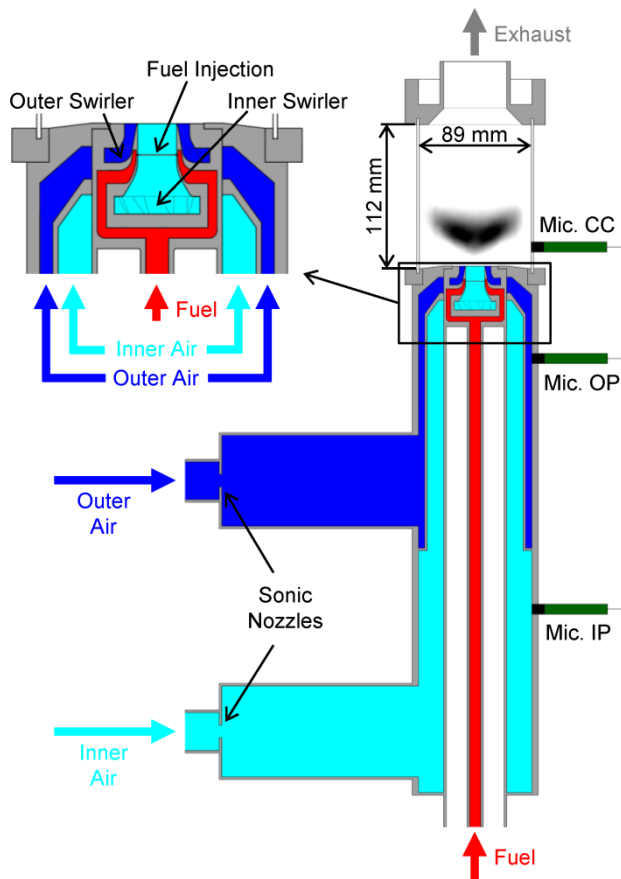 Exhaust
Fuel Injection
Outer Swirler
Inner Swirler
89 mm
112 mm
Mic. CC
Fuel
Inner Air
Outer Air
Mic. OP
Outer
Air
Sonic
Nozzles
Mic. IP
Inner
Air
Fuel